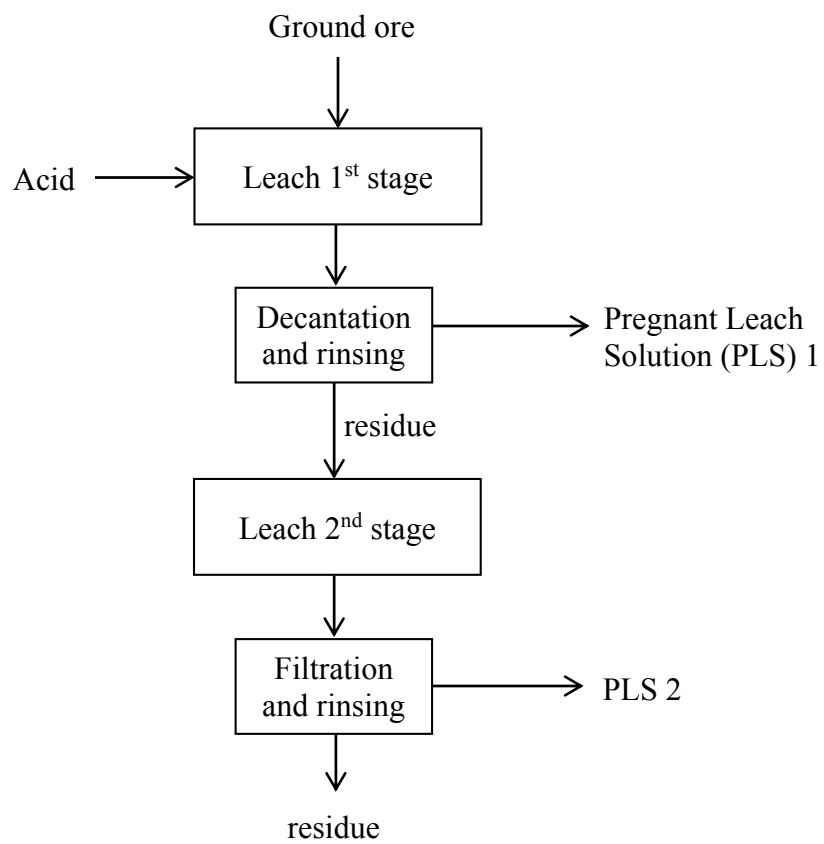 Ground ore
Acid
Leach 1st stage
Decantation
and rinsing
Pregnant Leach
Solution (PLS) 1
residue
Leach 2nd stage
Filtration
and rinsing
PLS 2
residue